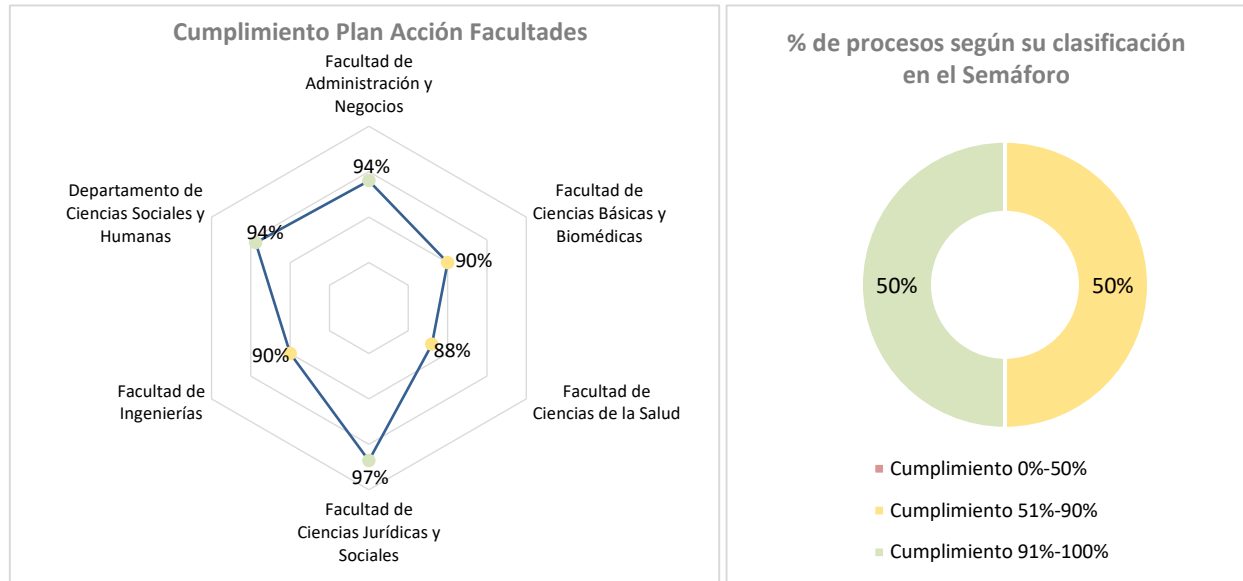 Cumplimiento Plan Acción Facultades
Facultad de
Administración y
Negocios
94%
Departamento de
Ciencias Sociales y
Humanas
94%
Facultad de
Ciencias Básicas y
Biomédicas
90%
90%
88%
Facultad de
Ingenierías
Facultad de
Ciencias de la Salud
97%
Facultad de
Ciencias Jurídicas y
Sociales
% de procesos según su clasificación
en el Semáforo
50%
50%
Cumplimiento 0%-50%
Cumplimiento 51%-90%
Cumplimiento 91%-100%